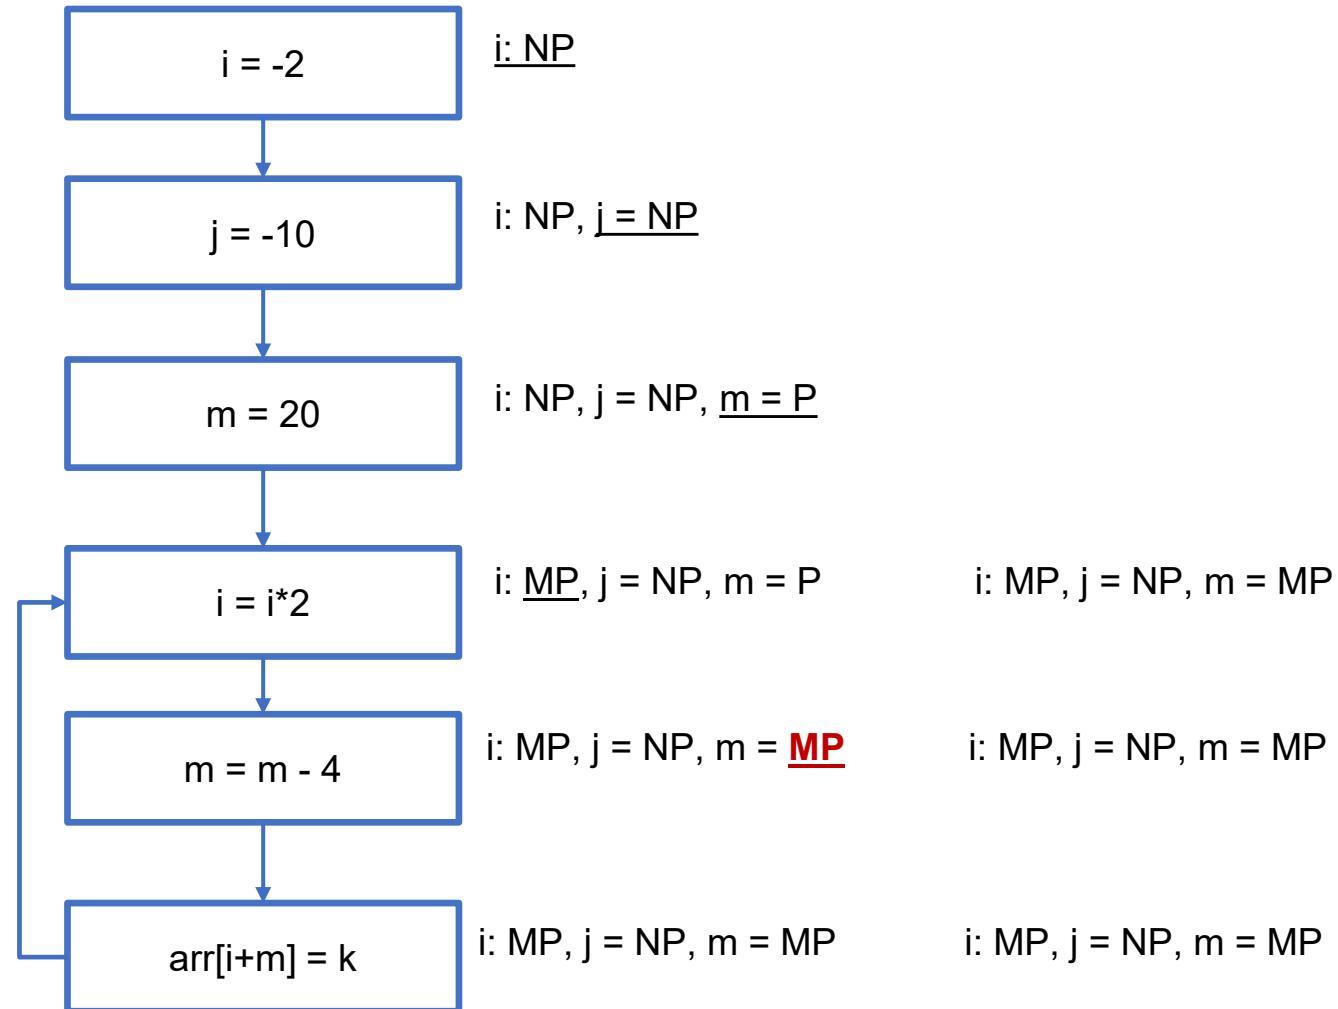 i = -2
i: NP
j = -10
i: NP, j = NP
m = 20
i: NP, j = NP, m = P
i = i*2
i: MP, j = NP, m = P
i: MP, j = NP, m = MP
m = m - 4
i: MP, j = NP, m = MP
i: MP, j = NP, m = MP
arr[i+m] = k
i: MP, j = NP, m = MP
i: MP, j = NP, m = MP